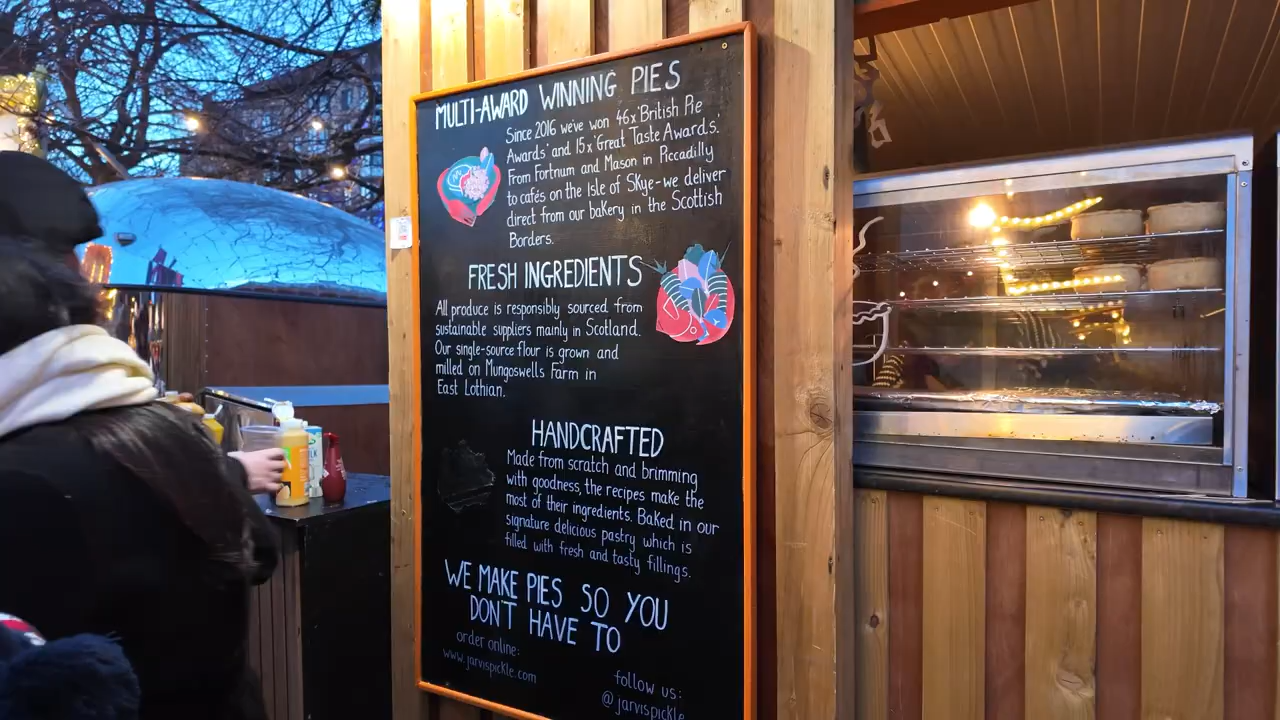 MULTI-AWARD WINNING PIES
Since 2016 we've won 46x 'British Pie
Awards' and 15x 'Great Taste Awards.'
From Fortnum and Mason in Piccadilly
to cafés on the Isle of Skye - we deliver
direct from our bakery in the Scottish
Borders.
FRESH INGREDIENTS
All produce is responsibly sourced from
sustainable suppliers mainly in Scotland.
Our single-source flour is grown and
milled on Mungoswells Farm in
East Lothian.
HANDCRAFTED
Made from scratch and brimming
with goodness, the recipes make the
most of their ingredients. Baked in our
signature delicious pastry which is
filled with fresh and tasty fillings.
WE MAKE PIES SO YOU
DON'T HAVE TO
order online:
www.jarvispickle.com
follow us:
@jarvispickle